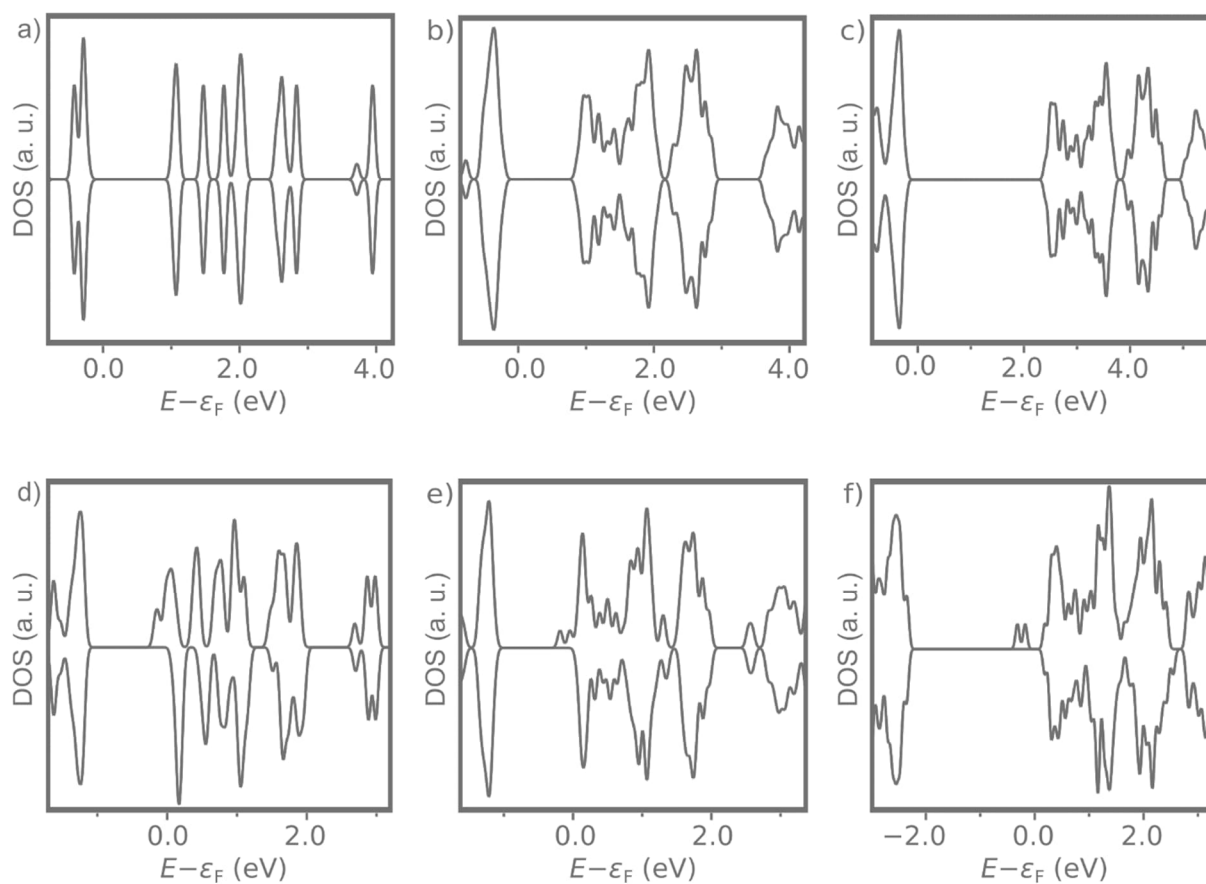 a) b) c)
DOS (a. u.) DOS (a. u.) DOS (a. u.)
0.0 2.0 4.0 0.0 2.0 4.0 0.0 2.0 4.0
E−εF (eV) E−εF (eV) E−εF (eV)
d) e) f)
DOS (a. u.) DOS (a. u.) DOS (a. u.)
0.0 2.0 0.0 2.0 −2.0 0.0 2.0
E−εF (eV) E−εF (eV) E−εF (eV)